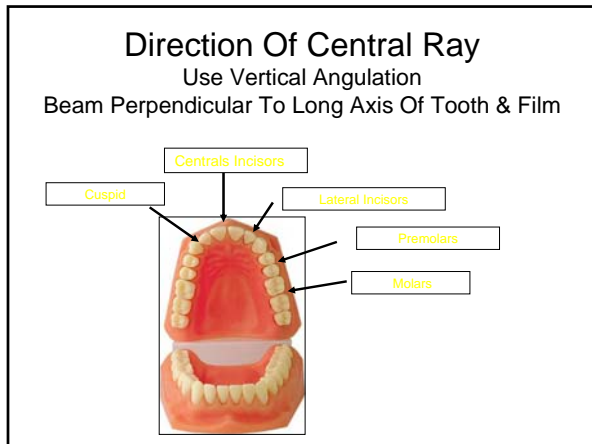 Direction Of Central Ray
Use Vertical Angulation
Beam Perpendicular To Long Axis Of Tooth & Film
Centrals Incisors
Cuspid
Lateral Incisors
Premolars
Molars